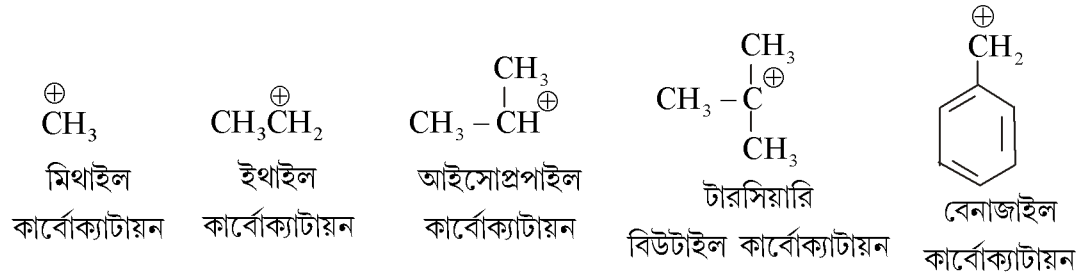 ⊕
CH₃
মিথাইল
কার্বোক্যাটায়ন
⊕
CH₃CH₂
ইথাইল
কার্বোক্যাটায়ন
CH₃
CH₃ – CH⊕
আইসোপ্রপাইল
কার্বোক্যাটায়ন
CH₃
CH₃ – C⊕
CH₃
টারসিয়ারি
বিউটাইল কার্বোক্যাটায়ন
⊕
CH₂
বেনাজাইল
কার্বোক্যাটায়ন